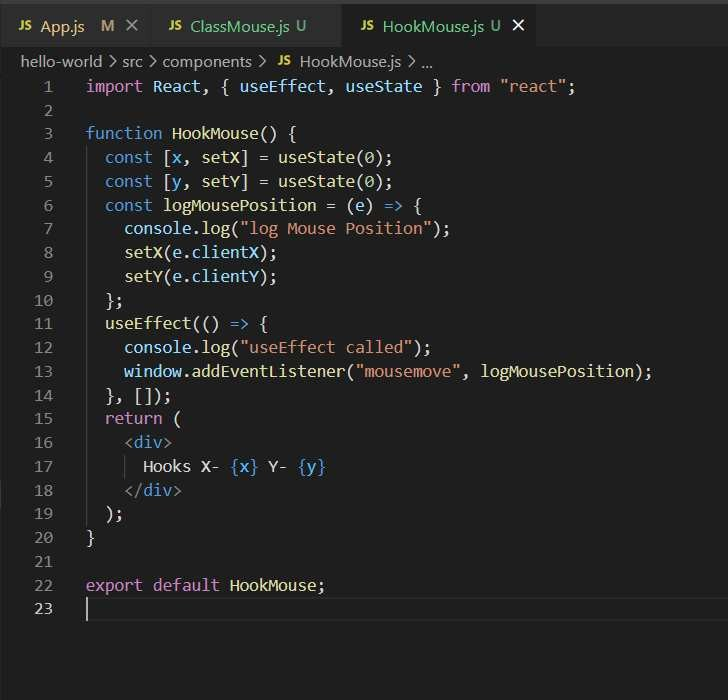 JS App.js M × JS ClassMouse.js U JS HookMouse.js U ×
hello-world > src > components > JS HookMouse.js > ...
1 import React, { useEffect, useState } from "react";
2
3 function HookMouse() {
4 const [x, setX] = useState(0);
5 const [y, setY] = useState(0);
6 const logMousePosition = (e) => {
7 console.log("log Mouse Position");
8 setX(e.clientX);
9 setY(e.clientY);
10 };
11 useEffect(() => {
12 console.log("useEffect called");
13 window.addEventListener("mousemove", logMousePosition);
14 }, []);
15 return (
16 <div>
17 Hooks X- {x} Y- {y}
18 </div>
19 );
20 }
21
22 export default HookMouse;
23